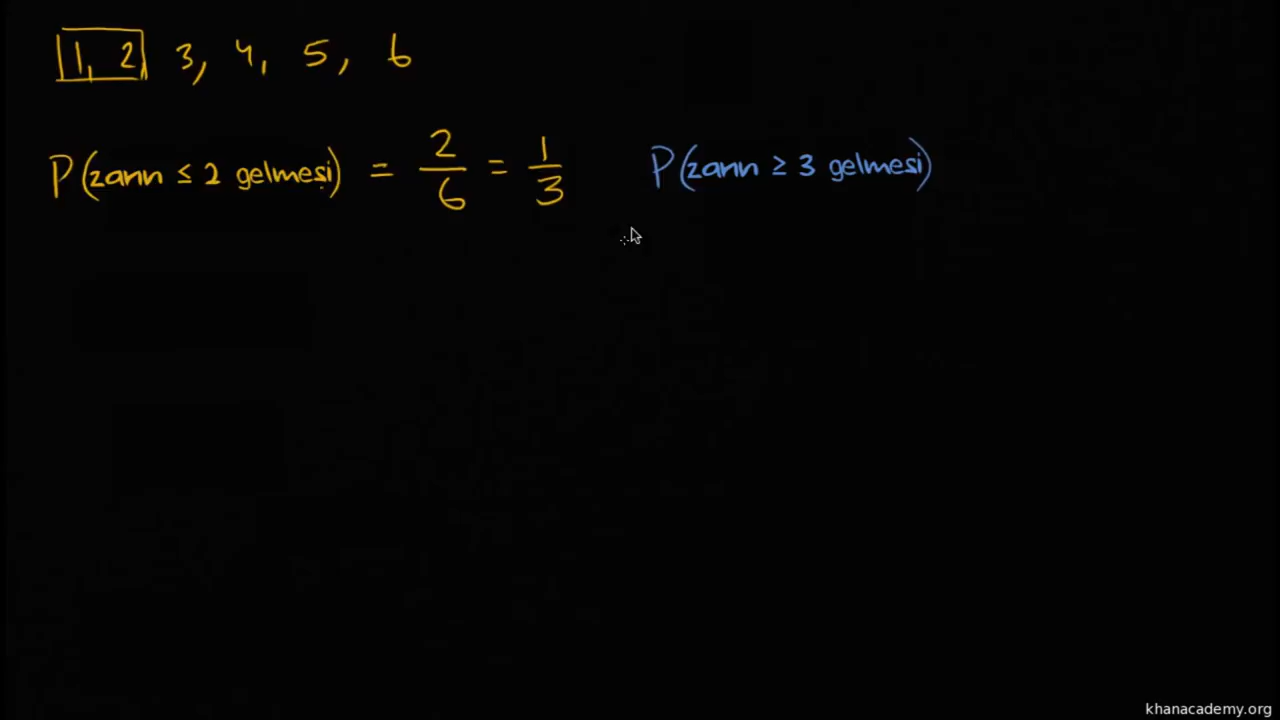 1, 2, 3, 4, 5, 6
P(zarın ≤ 2 gelmesi) = 2/6 = 1/3
P(zarın ≥ 3 gelmesi)
khanacademy.org